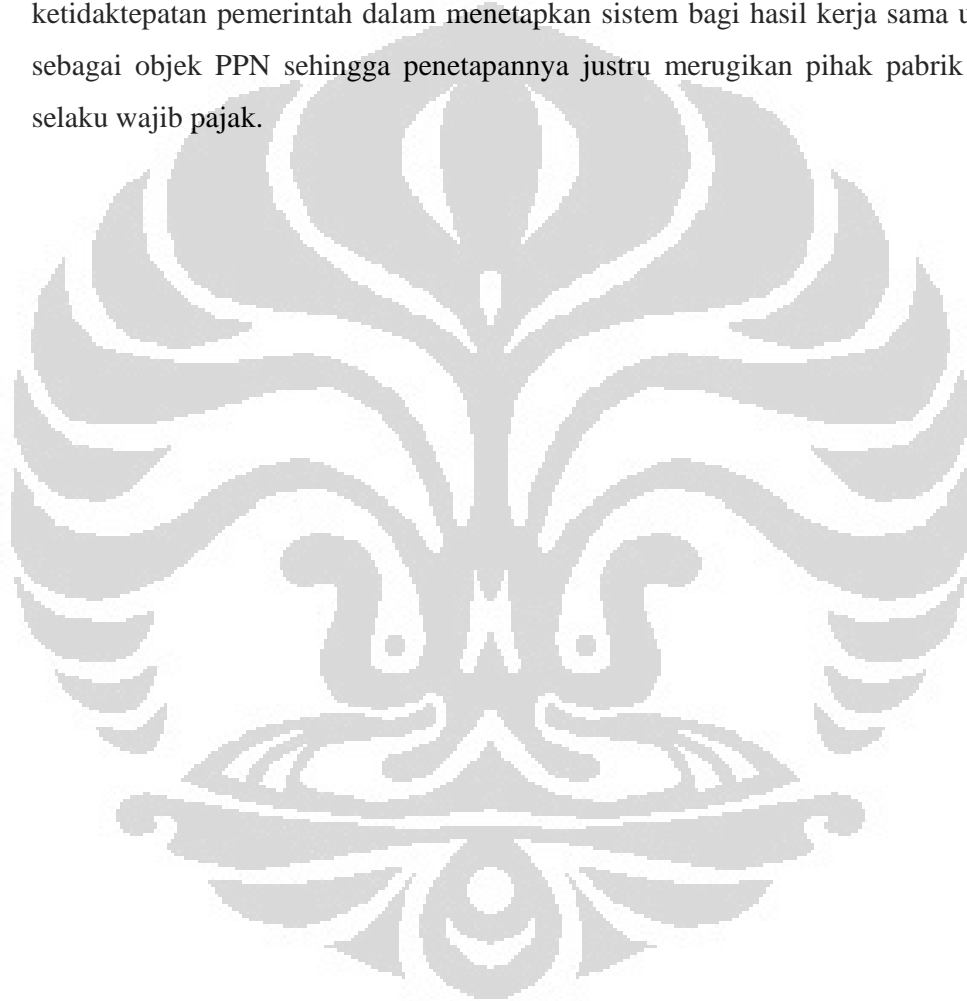 ketidaktepatan pemerintah dalam menetapkan sistem bagi hasil kerja sama
sebagai objek PPN sehingga penetapannya justru merugikan pihak pabrik
selaku wajib pajak.